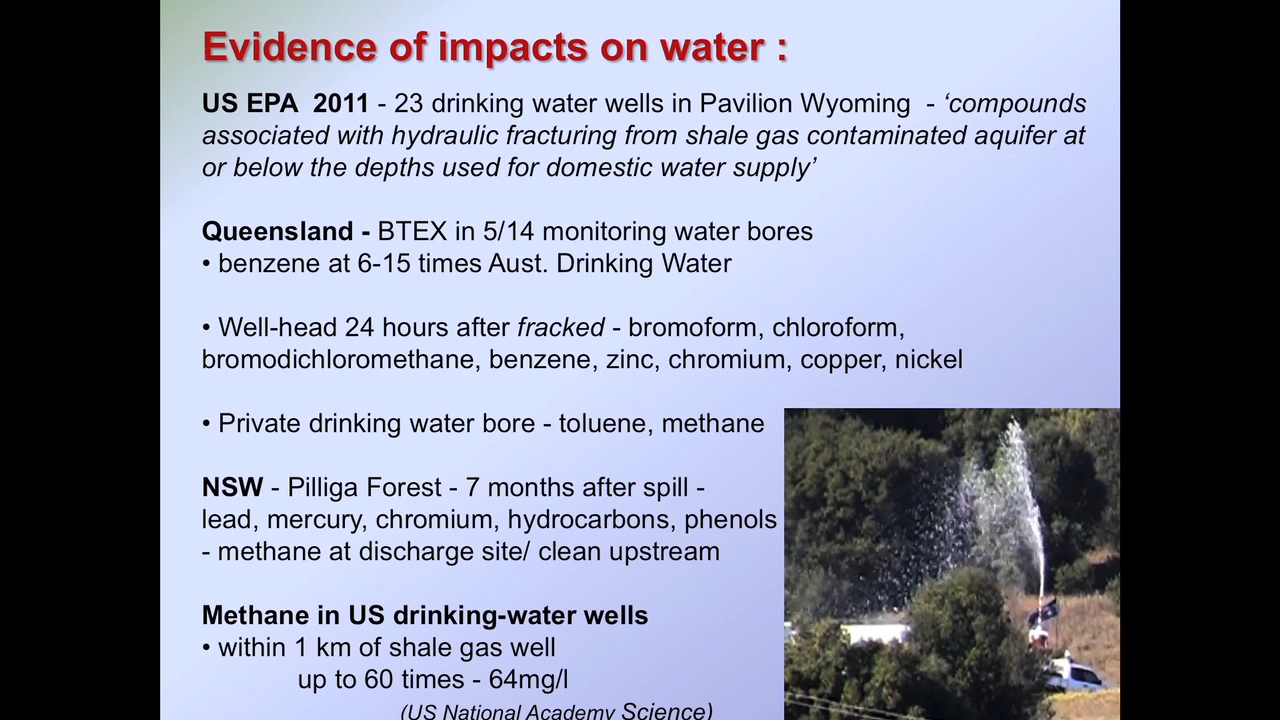 Evidence of impacts on water :
US EPA  2011 - 23 drinking water wells in Pavilion Wyoming  - ‘compounds
associated with hydraulic fracturing from shale gas contaminated aquifer at
or below the depths used for domestic water supply’
Queensland - BTEX in 5/14 monitoring water bores
• benzene at 6-15 times Aust. Drinking Water
• Well-head 24 hours after fracked - bromoform, chloroform,
bromodichloromethane, benzene, zinc, chromium, copper, nickel
• Private drinking water bore - toluene, methane
NSW - Pilliga Forest - 7 months after spill -
lead, mercury, chromium, hydrocarbons, phenols
- methane at discharge site/ clean upstream
Methane in US drinking-water wells
• within 1 km of shale gas well
up to 60 times - 64mg/l
(US National Academy Science)